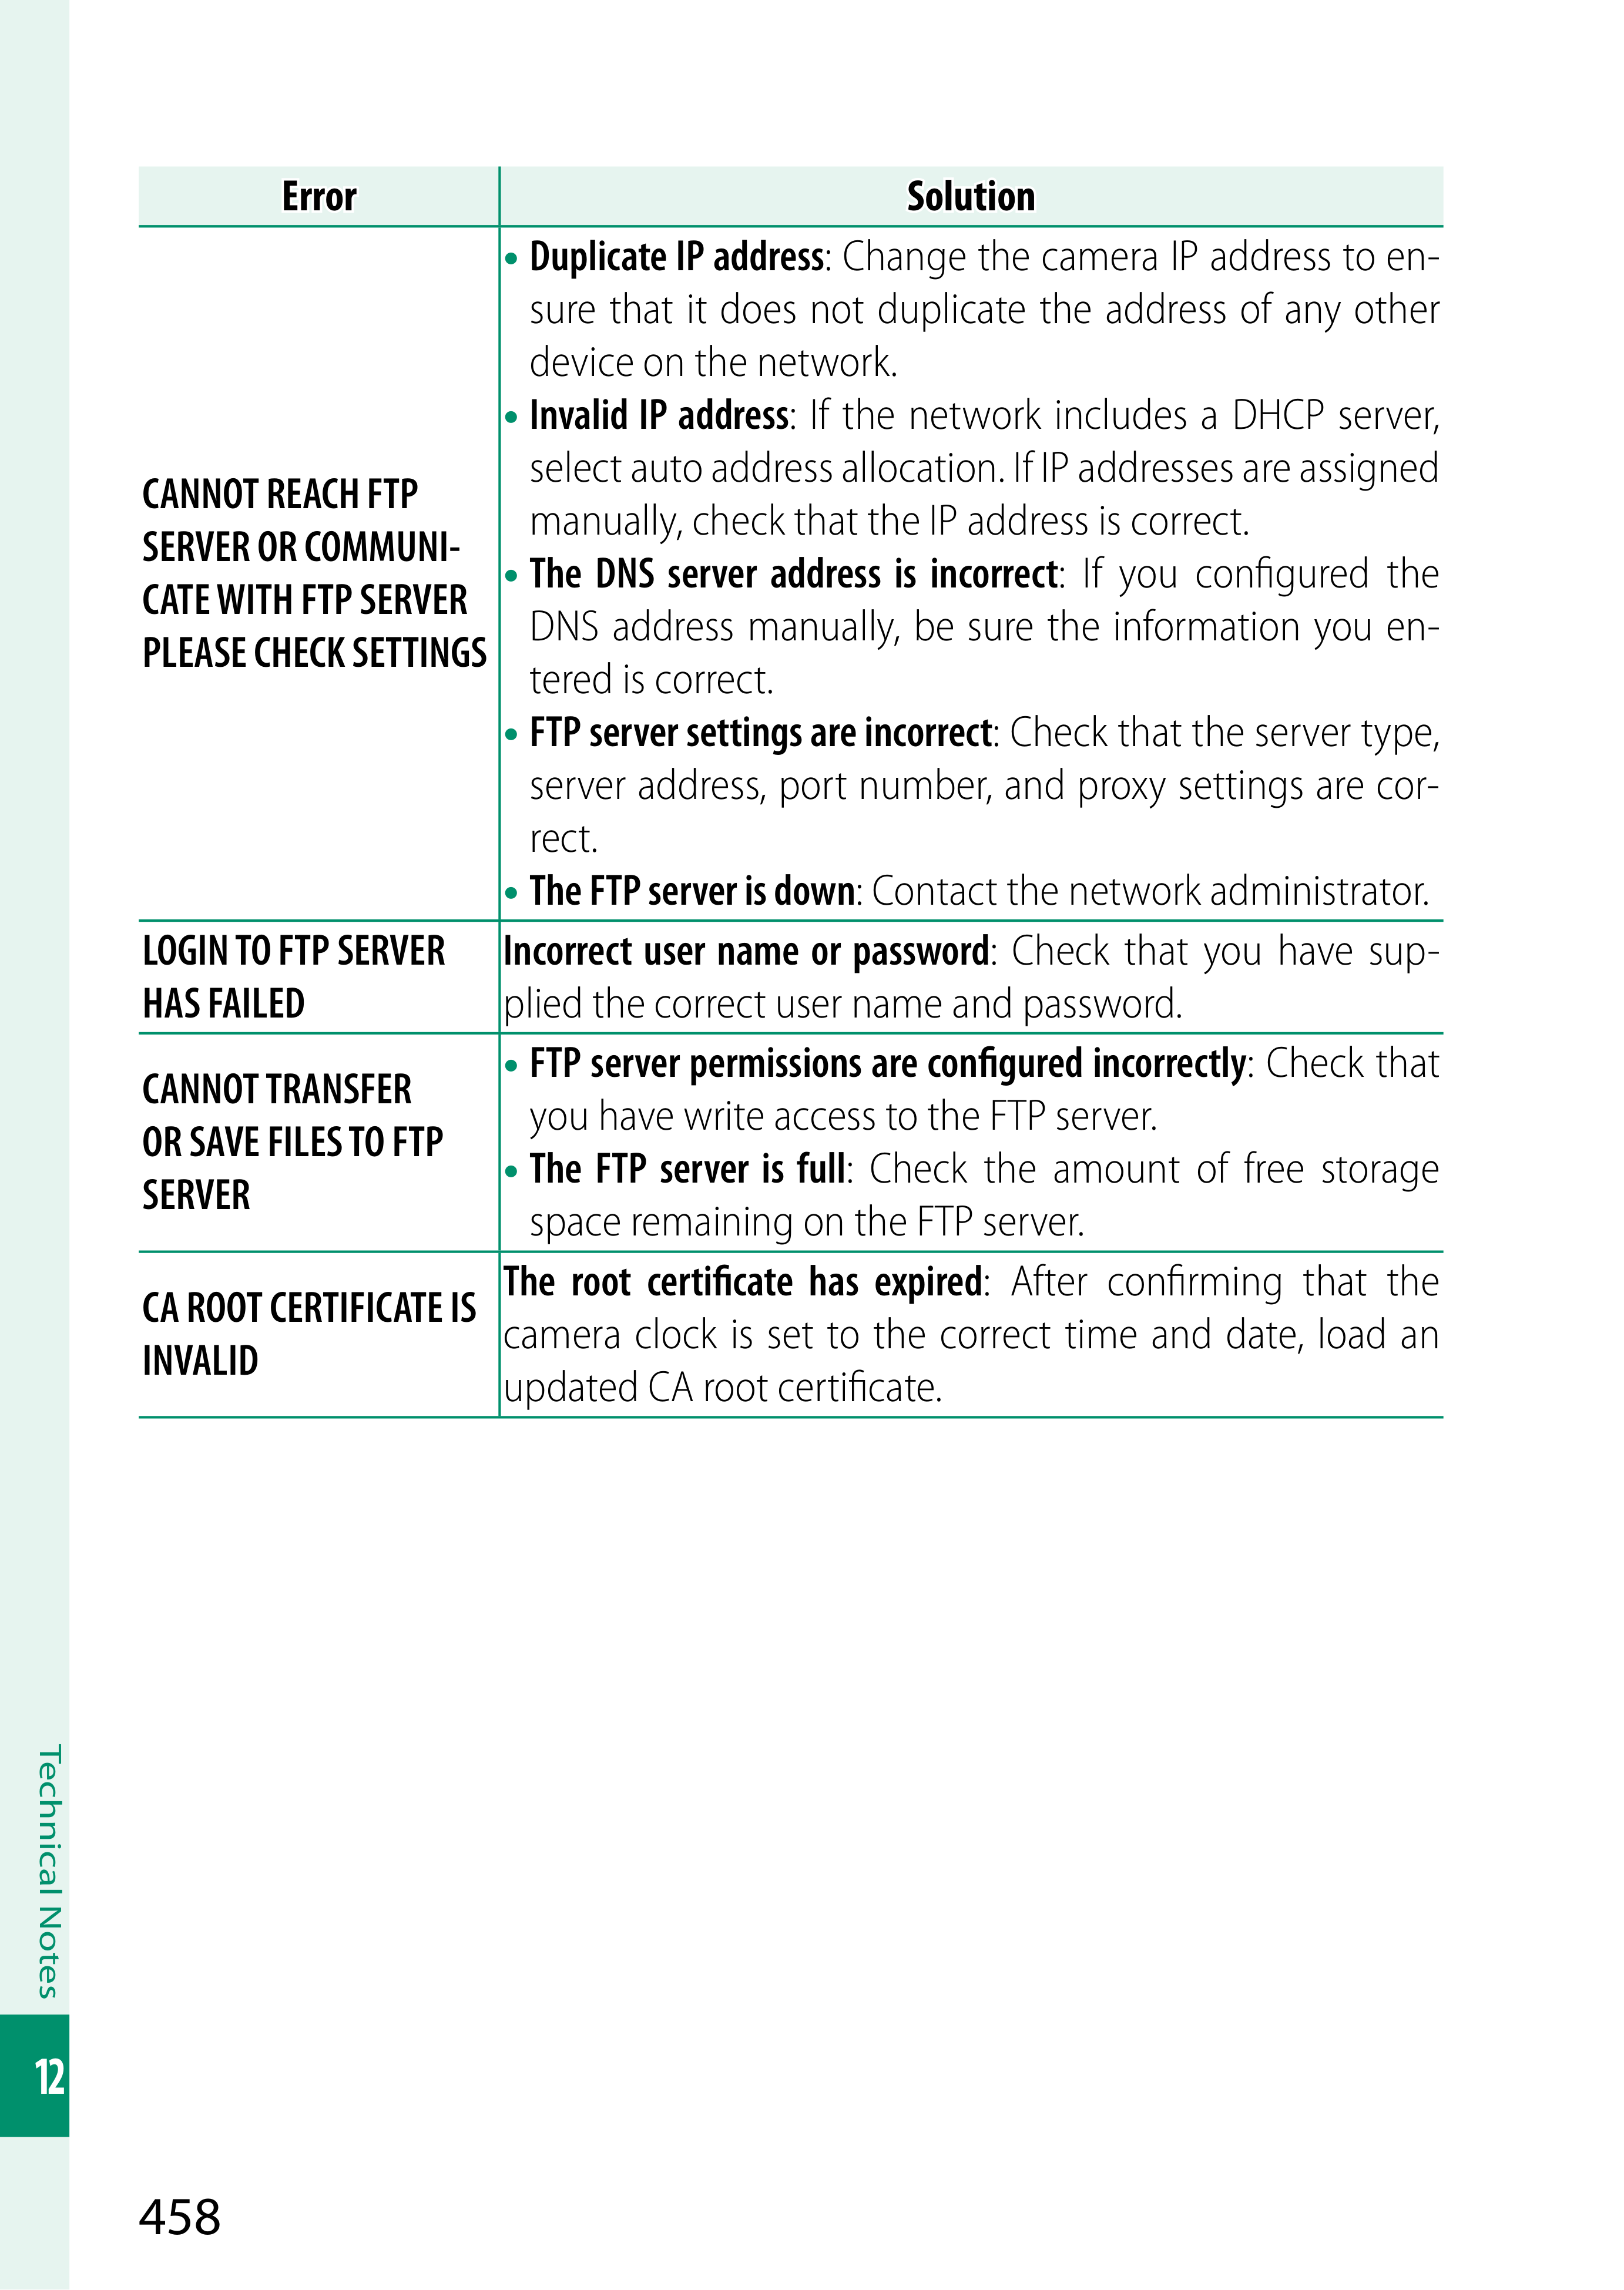 Error
Solution
CANNOT REACH FTP
SERVER OR COMMUNI-
CATE WITH FTP SERVER
PLEASE CHECK SETTINGS
• Duplicate IP address: Change the camera IP address to en-
sure that it does not duplicate the address of any other
device on the network.
• Invalid IP address: If the network includes a DHCP server,
select auto address allocation. If IP addresses are assigned
manually, check that the IP address is correct.
• The DNS server address is incorrect: If you configured the
DNS address manually, be sure the information you en-
tered is correct.
• FTP server settings are incorrect: Check that the server type,
server address, port number, and proxy settings are cor-
rect.
• The FTP server is down: Contact the network administrator.
LOGIN TO FTP SERVER
HAS FAILED
Incorrect user name or password: Check that you have sup-
plied the correct user name and password.
CANNOT TRANSFER
OR SAVE FILES TO FTP
SERVER
• FTP server permissions are configured incorrectly: Check that
you have write access to the FTP server.
• The FTP server is full: Check the amount of free storage
space remaining on the FTP server.
CA ROOT CERTIFICATE IS
INVALID
The root certificate has expired: After confirming that the
camera clock is set to the correct time and date, load an
updated CA root certificate.
Technical Notes
12
458